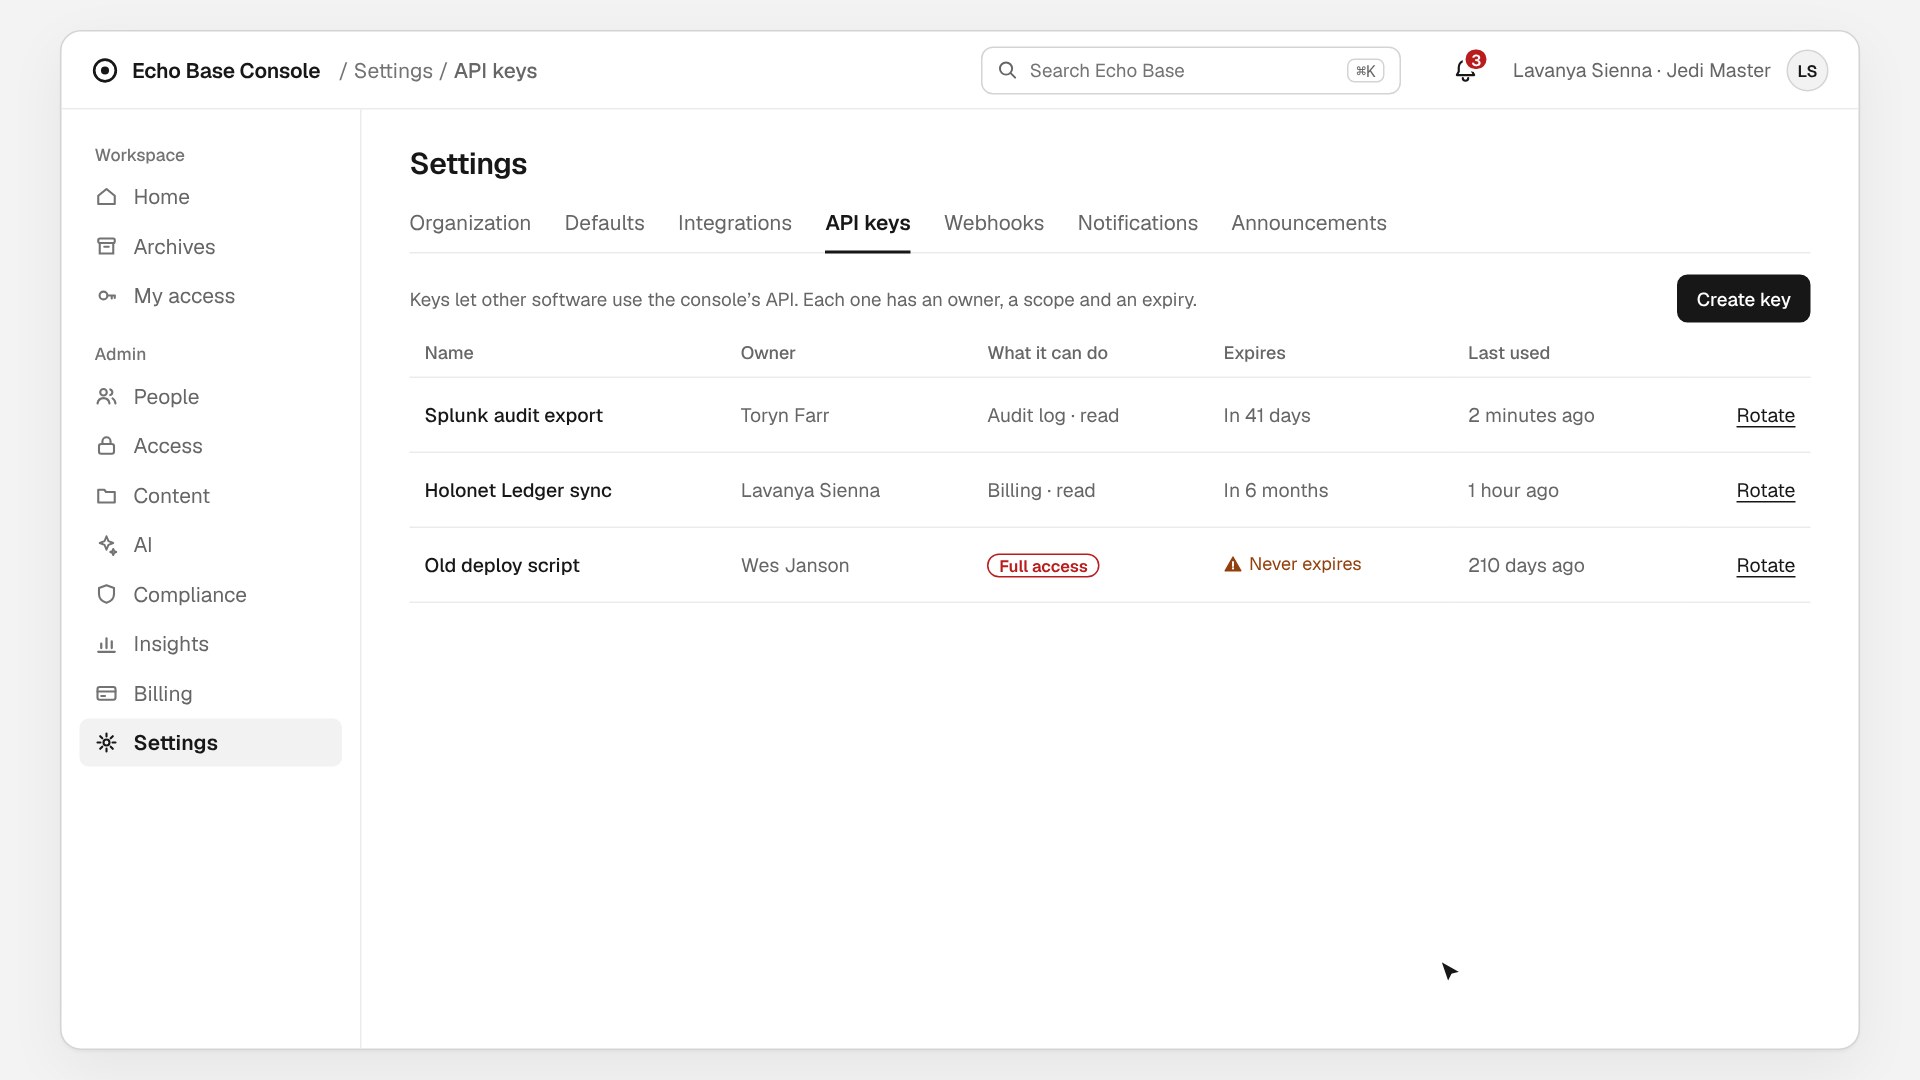 Echo Base Console / Settings / API keys
Search Echo Base ⌘K
3
Lavanya Sienna · Jedi Master LS
Workspace
Home
Archives
My access
Admin
People
Access
Content
AI
Compliance
Insights
Billing
Settings
Settings
Organization Defaults Integrations API keys Webhooks Notifications Announcements
Keys let other software use the console’s API. Each one has an owner, a scope and an expiry.
Create key
Name Owner What it can do Expires Last used
Splunk audit export Toryn Farr Audit log · read In 41 days 2 minutes ago Rotate
Holonet Ledger sync Lavanya Sienna Billing · read In 6 months 1 hour ago Rotate
Old deploy script Wes Janson Full access Never expires 210 days ago Rotate